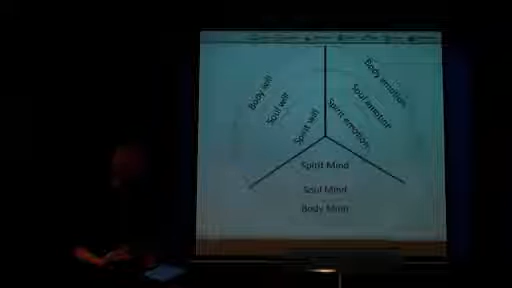 Body will
Soul will
Spirit will
Body emotion
Soul emotion
Spirit emotion
Spirit Mind
Soul Mind
Body Mind